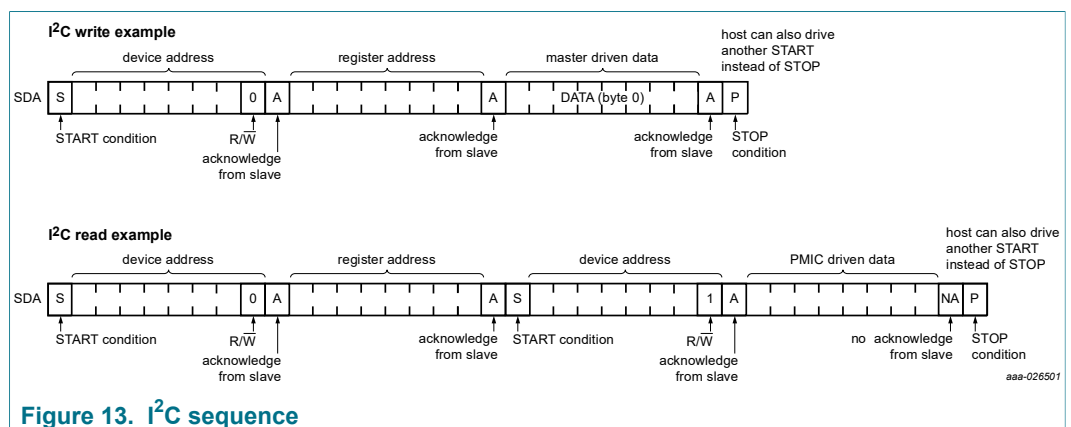 I²C write example
host can also drive
another START
instead of STOP
device address
register address
master driven data
SDA S 0 A A DATA (byte 0) A P
START condition
R/W̅
acknowledge
from slave
acknowledge
from slave
acknowledge
from slave
STOP
condition
I²C read example
host can also drive
another START
instead of STOP
device address
register address
device address
PMIC driven data
SDA S 0 A A S 1 A NA P
START condition
R/W̅
acknowledge
from slave
acknowledge
from slave
START condition
R/W̅
acknowledge
from slave
no acknowledge
from slave
STOP
condition
aaa-026501
Figure 13. I²C sequence